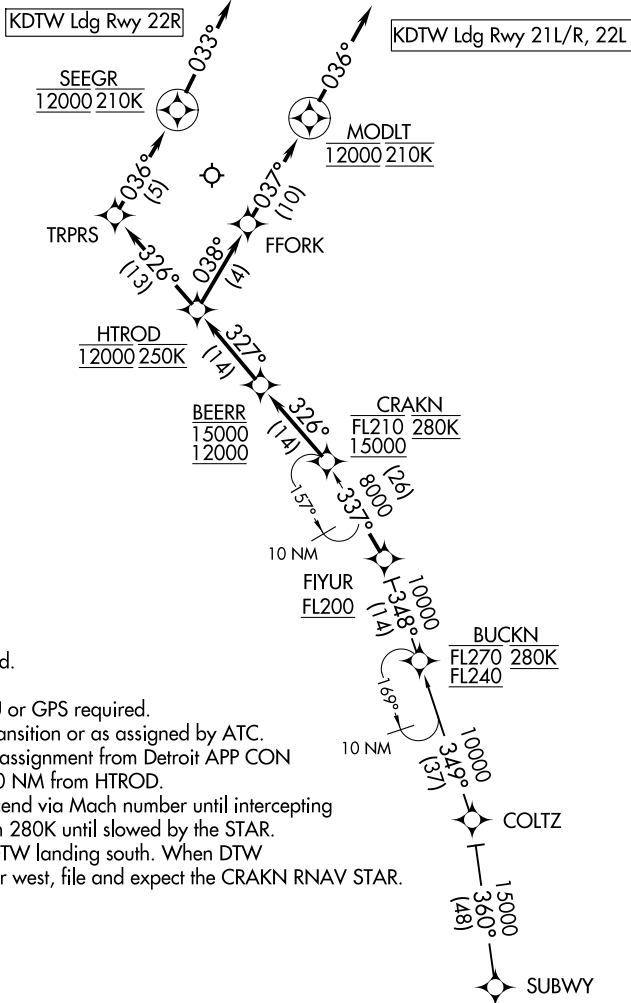 KDTW Ldg Rwy 22R
033°
036°
KDTW Ldg Rwy 21L/R, 22L
SEEGR
12000 210K
MODLT
12000 210K
036°
(5)
037°
(10)
TRPRS
FFORK
326°
(13)
038°
(4)
HTROD
12000 250K
327°
(14)
BEERR
15000
12000
326°
(14)
CRAKN
FL210 280K
15000
(26)
8000
337°
157°
10 NM
FIYUR
FL200
10000
348°
(14)
BUCKN
FL270 280K
FL240
169°
10 NM
10000
349°
(37)
COLTZ
15000
360°
(48)
SUBWY
d.
or GPS required.
ransition or as assigned by ATC.
assignment from Detroit APP CON
0 NM from HTROD.
cend via Mach number until intercepting
280K until slowed by the STAR.
TW landing south. When DTW
r west, file and expect the CRAKN RNAV STAR.